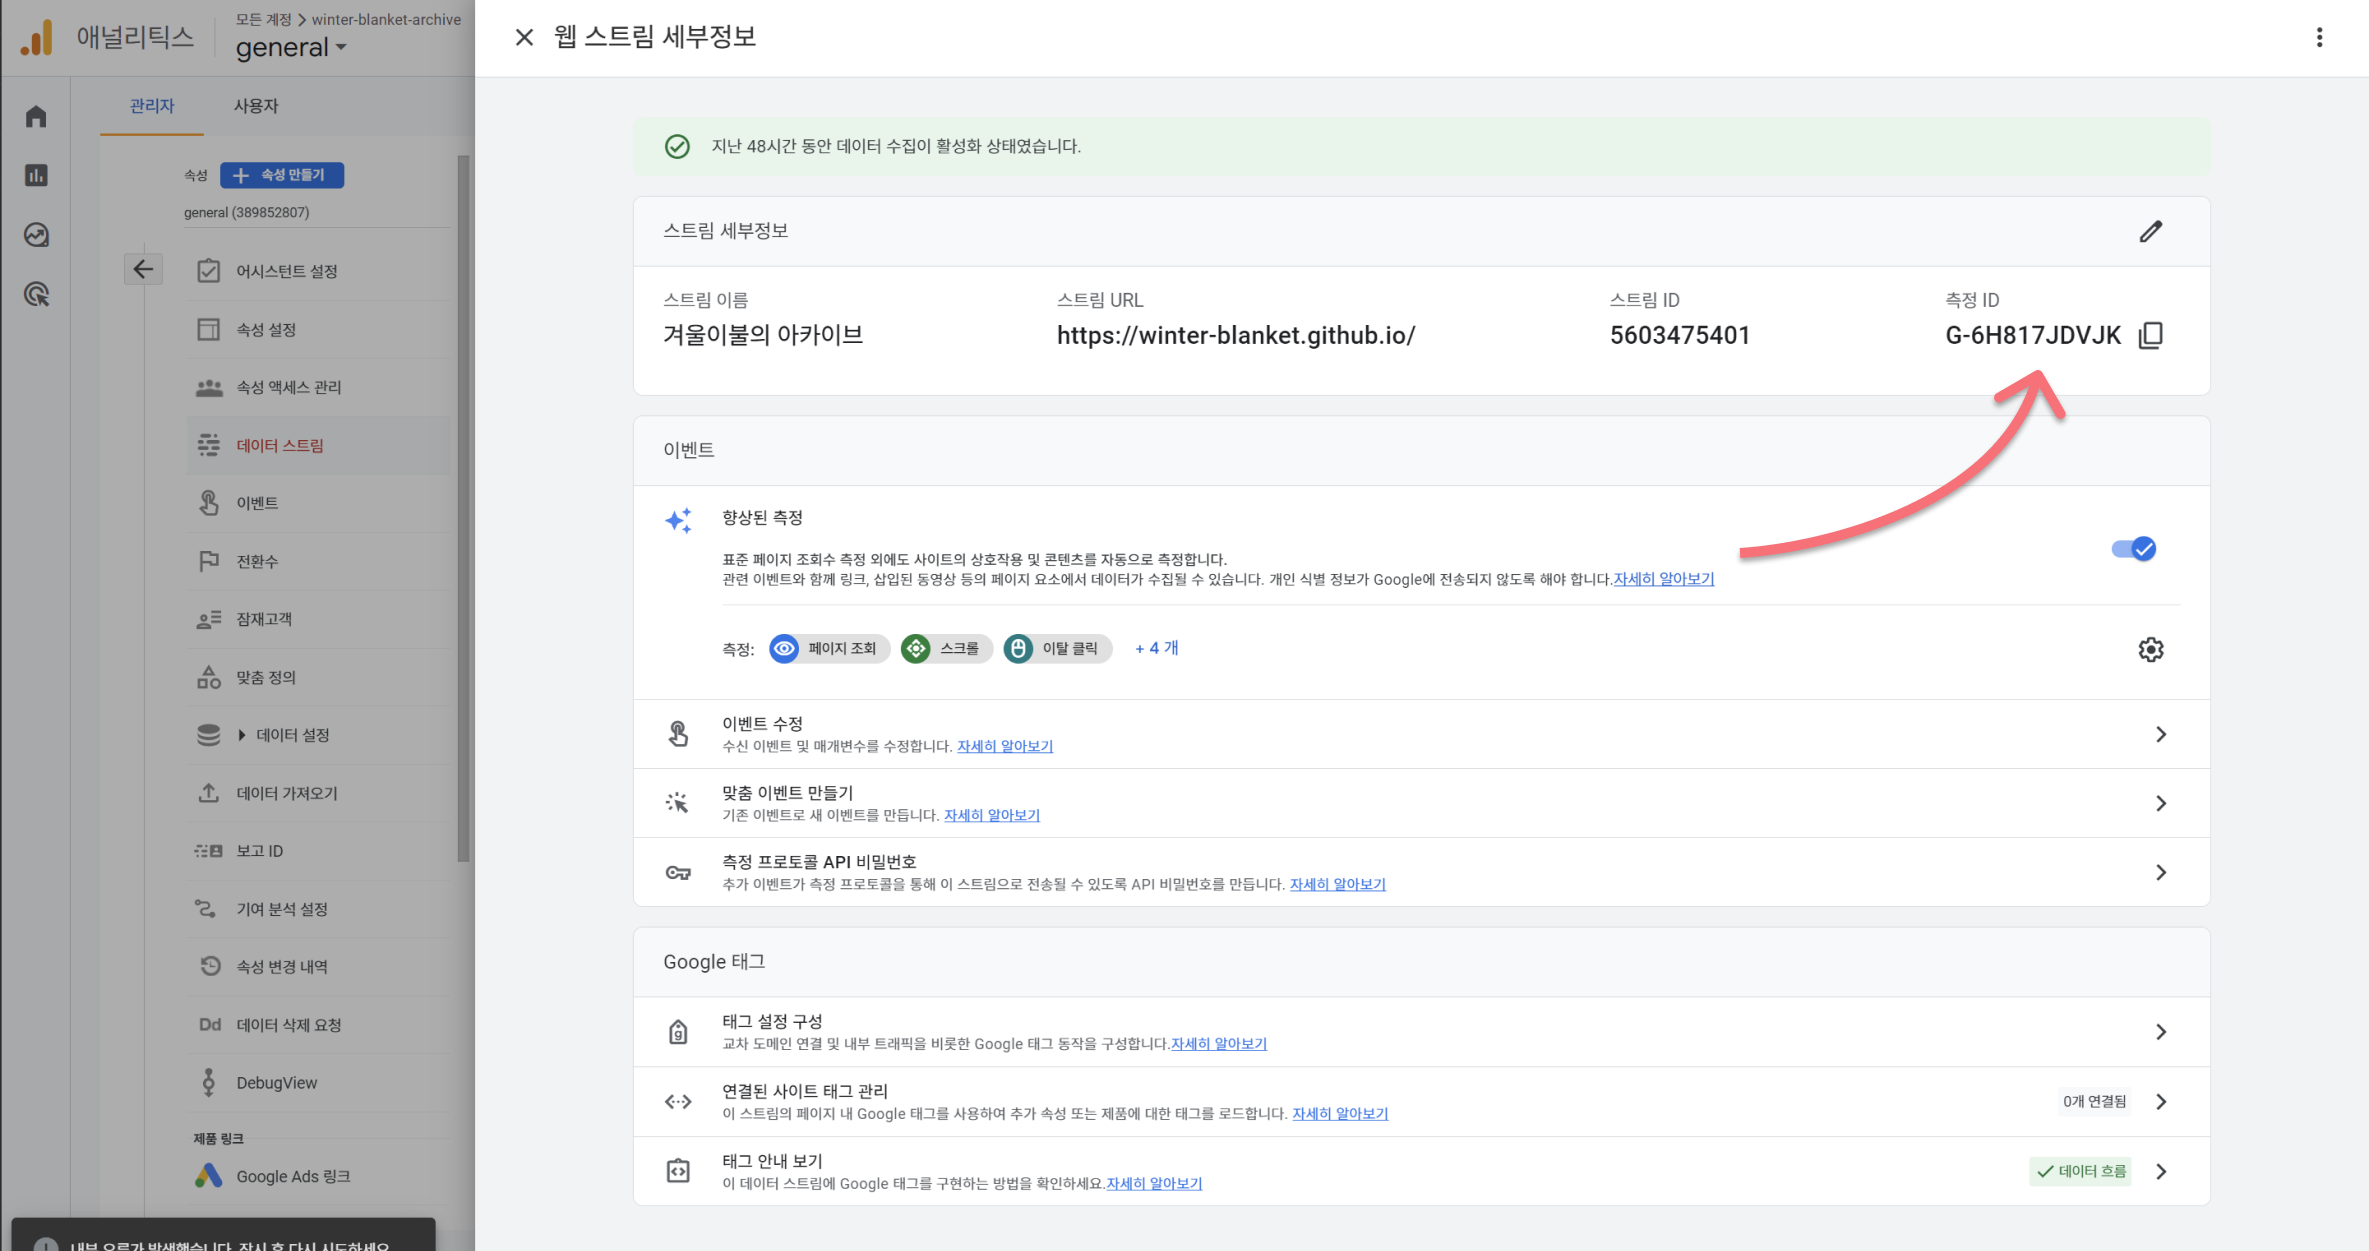 모든 계정 > winter-blanket-archive
애널리틱스
general
관리자
사용자
속성
속성 만들기
general (389852807)
어시스턴트 설정
속성 설정
속성 액세스 관리
데이터 스트림
이벤트
전환수
잠재고객
맞춤 정의
데이터 설정
데이터 가져오기
보고 ID
기여 분석 설정
속성 변경 내역
Dd 데이터 삭제 요청
DebugView
제품 링크
Google Ads 링크
내부 오류가 발생했습니다. 잠시 후 다시 시도하세요.
웹 스트림 세부정보
지난 48시간 동안 데이터 수집이 활성화 상태였습니다.
스트림 세부정보
스트림 이름
겨울이불의 아카이브
스트림 URL
https://winter-blanket.github.io/
스트림 ID
5603475401
측정 ID
G-6H817JDVJK
이벤트
향상된 측정
표준 페이지 조회수 측정 외에도 사이트의 상호작용 및 콘텐츠를 자동으로 측정합니다.
관련 이벤트와 함께 링크, 삽입된 동영상 등의 페이지 요소에서 데이터가 수집될 수 있습니다. 개인 식별 정보가 Google에 전송되지 않도록 해야 합니다.자세히 알아보기
측정: 페이지 조회 스크롤 이탈 클릭 + 4 개
이벤트 수정
수신 이벤트 및 매개변수를 수정합니다. 자세히 알아보기
맞춤 이벤트 만들기
기존 이벤트로 새 이벤트를 만듭니다. 자세히 알아보기
측정 프로토콜 API 비밀번호
추가 이벤트가 측정 프로토콜을 통해 이 스트림으로 전송될 수 있도록 API 비밀번호를 만듭니다. 자세히 알아보기
Google 태그
태그 설정 구성
교차 도메인 연결 및 내부 트래픽을 비롯한 Google 태그 동작을 구성합니다.자세히 알아보기
연결된 사이트 태그 관리
이 스트림의 페이지 내 Google 태그를 사용하여 추가 속성 또는 제품에 대한 태그를 로드합니다. 자세히 알아보기
0개 연결됨
태그 안내 보기
이 데이터 스트림에 Google 태그를 구현하는 방법을 확인하세요.자세히 알아보기
데이터 흐름